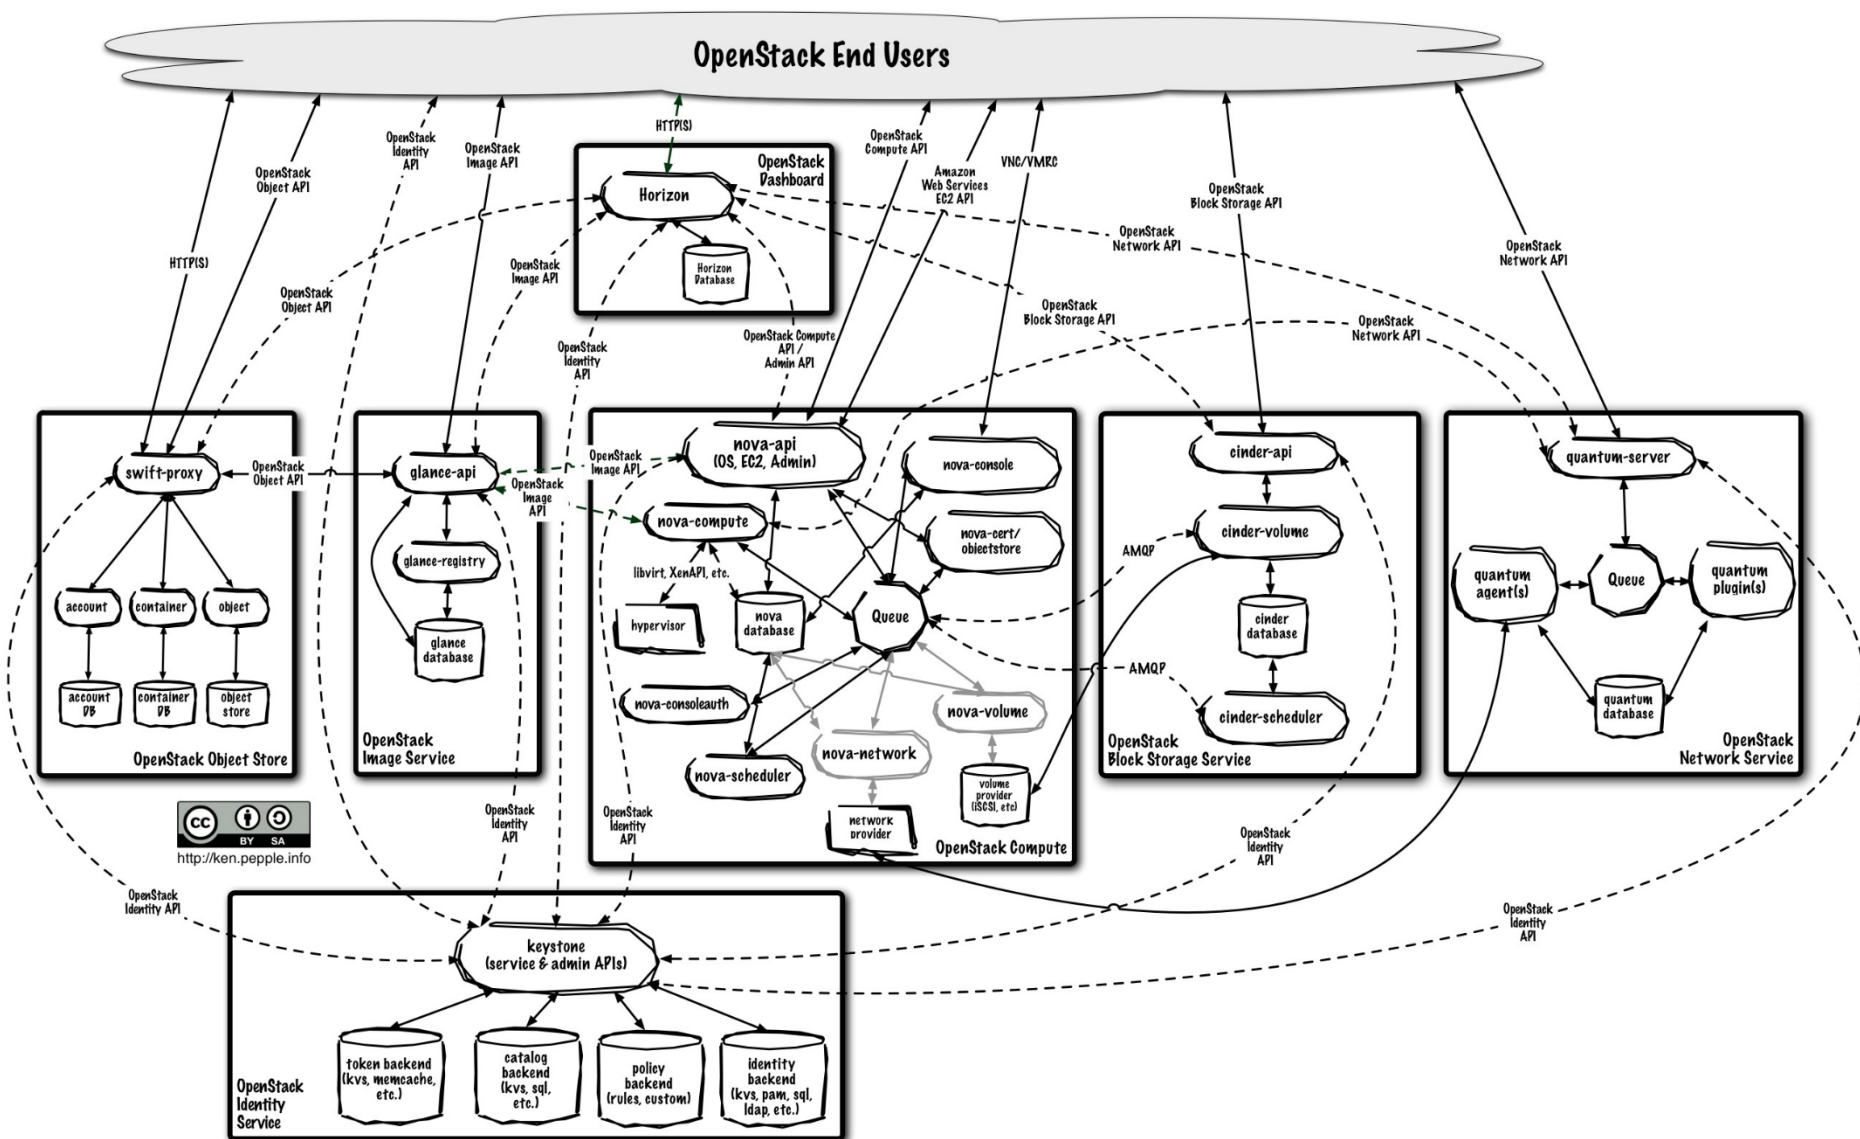 OpenStack End Users
HTTP(S)
OpenStack
Object API
OpenStack
Identity
API
OpenStack
Image API
HTTP(S)
OpenStack
Compute API
Amazon
Web Services
EC2 API
VNC/VMRC
OpenStack
Block Storage API
OpenStack
Network API
OpenStack
Dashboard
Horizon
Horizon
Database
OpenStack
Object API
OpenStack
Image API
OpenStack
Identity
API
OpenStack Compute
API /
Admin API
OpenStack
Block Storage API
OpenStack
Network API
OpenStack
Network API
swift-proxy
OpenStack
Object API
account
container
object
account
DB
container
DB
object
store
OpenStack Object Store
glance-api
glance-registry
glance
database
OpenStack
Image Service
OpenStack
Image API
OpenStack
Image
API
nova-api
(OS, EC2, Admin)
nova-console
nova-compute
nova-cert/
objectstore
libvirt, XenAPI, etc.
hypervisor
nova
database
Queue
nova-consoleauth
nova-volume
nova-network
nova-scheduler
volume
provider
(iSCSI, etc)
network
provider
OpenStack Compute
AMQP
AMQP
cinder-api
cinder-volume
cinder
database
cinder-scheduler
OpenStack
Block Storage Service
quantum-server
quantum
agent(s)
Queue
quantum
plugin(s)
quantum
database
OpenStack
Network Service
cc
BY SA
http://ken.pepple.info
OpenStack
Identity API
OpenStack
Identity
API
OpenStack
Identity
API
OpenStack
Identity
API
OpenStack
Identity
API
keystone
(service & admin APIs)
token backend
(kvs, memcache,
etc.)
catalog
backend
(kvs, sql,
etc.)
policy
backend
(rules, custom)
identity
backend
(kvs, pam, sql,
ldap, etc.)
OpenStack
Identity
Service